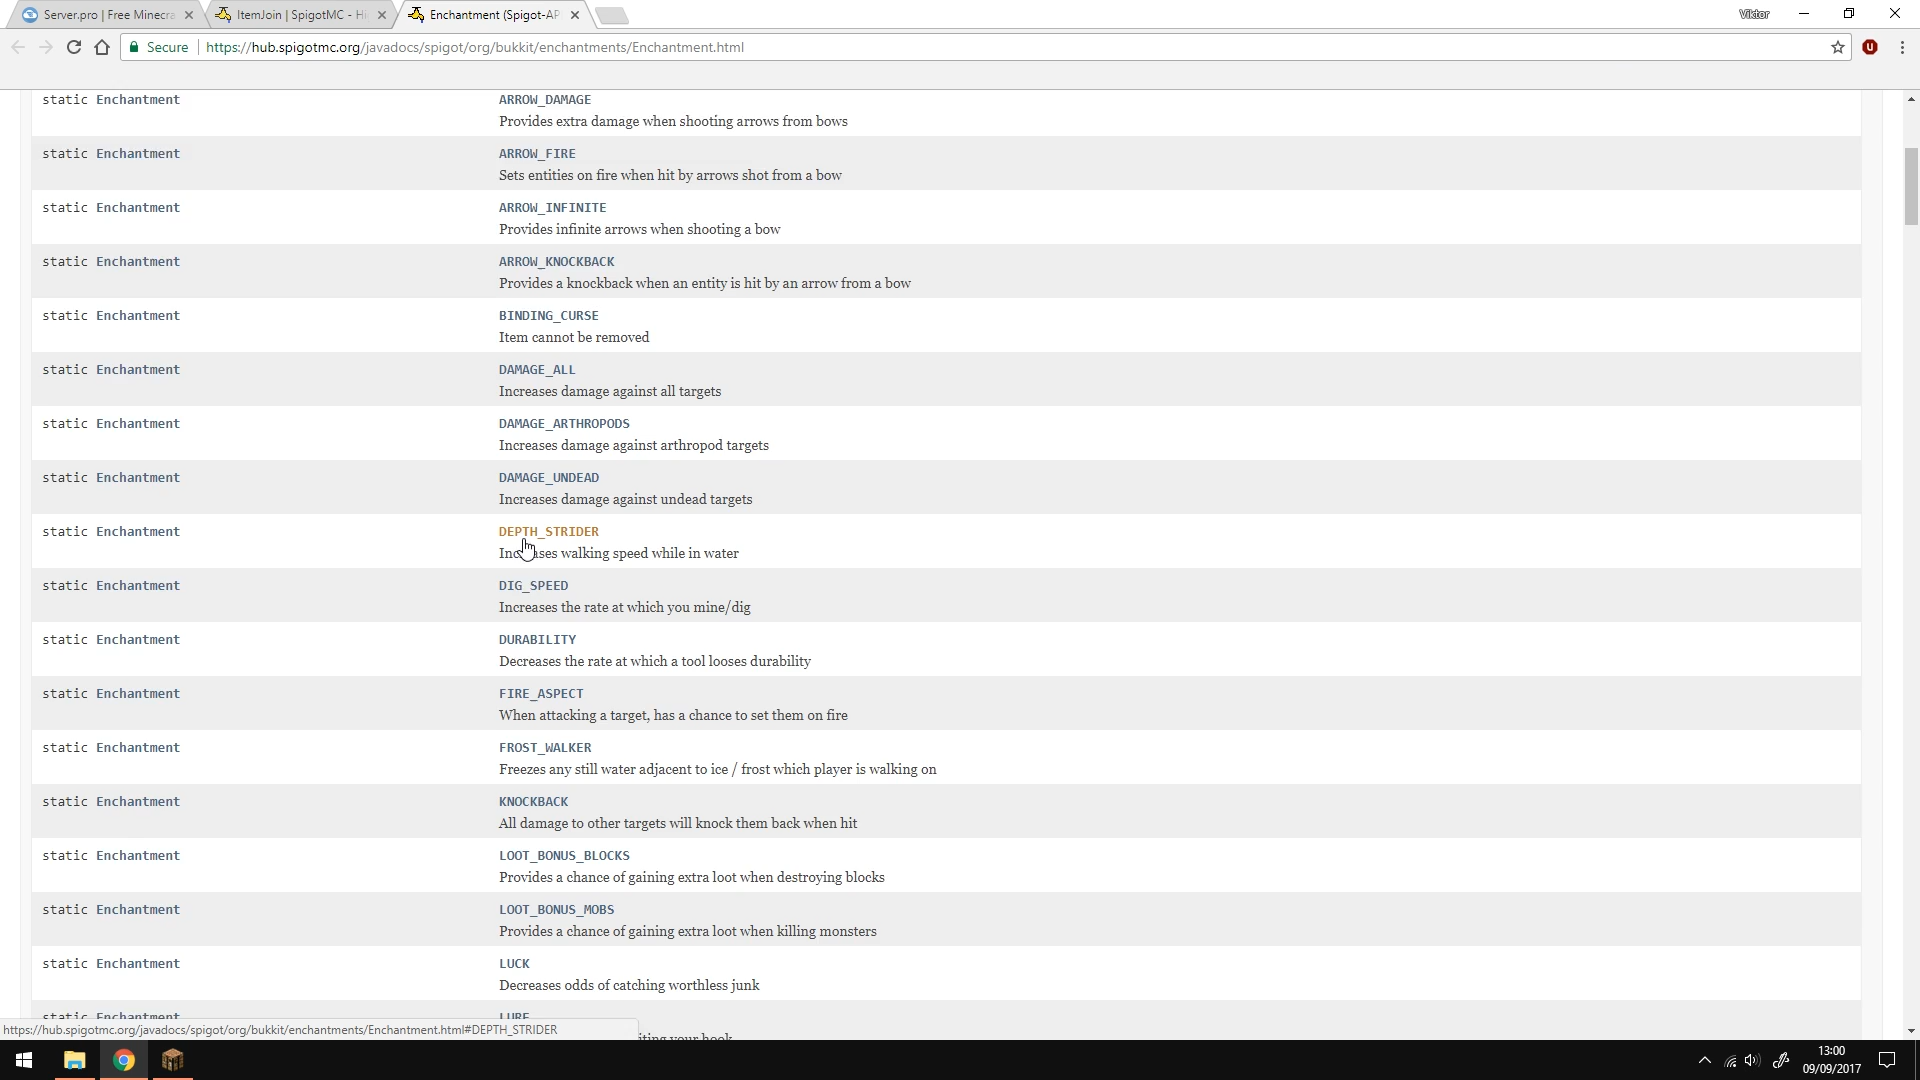 Server.pro | Free Minecra
ItemJoin | SpigotMC - Hi
Enchantment (Spigot-AP
Viktor
Secure
https://hub.spigotmc.org/javadocs/spigot/org/bukkit/enchantments/Enchantment.html
static Enchantment ARROW_DAMAGE
Provides extra damage when shooting arrows from bows
static Enchantment ARROW_FIRE
Sets entities on fire when hit by arrows shot from a bow
static Enchantment ARROW_INFINITE
Provides infinite arrows when shooting a bow
static Enchantment ARROW_KNOCKBACK
Provides a knockback when an entity is hit by an arrow from a bow
static Enchantment BINDING_CURSE
Item cannot be removed
static Enchantment DAMAGE_ALL
Increases damage against all targets
static Enchantment DAMAGE_ARTHROPODS
Increases damage against arthropod targets
static Enchantment DAMAGE_UNDEAD
Increases damage against undead targets
static Enchantment DEPTH_STRIDER
Increases walking speed while in water
static Enchantment DIG_SPEED
Increases the rate at which you mine/dig
static Enchantment DURABILITY
Decreases the rate at which a tool looses durability
static Enchantment FIRE_ASPECT
When attacking a target, has a chance to set them on fire
static Enchantment FROST_WALKER
Freezes any still water adjacent to ice / frost which player is walking on
static Enchantment KNOCKBACK
All damage to other targets will knock them back when hit
static Enchantment LOOT_BONUS_BLOCKS
Provides a chance of gaining extra loot when destroying blocks
static Enchantment LOOT_BONUS_MOBS
Provides a chance of gaining extra loot when killing monsters
static Enchantment LUCK
Decreases odds of catching worthless junk
static Enchantment LURE
https://hub.spigotmc.org/javadocs/spigot/org/bukkit/enchantments/Enchantment.html#DEPTH_STRIDER
iting your hook
13:00
09/09/2017